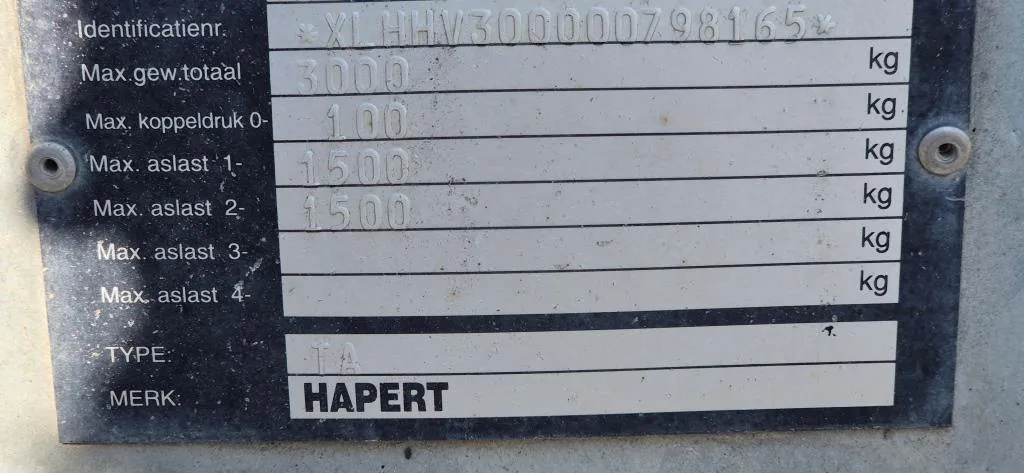 Identificatienr. *XLHHV300000798165*
Max.gew.totaal 3000 kg
Max. koppeldruk 0- 100 kg
Max. aslast 1- 1500 kg
Max. aslast 2- 1500 kg
Max. aslast 3- kg
Max. aslast 4- kg
TYPE: TA
MERK: HAPERT